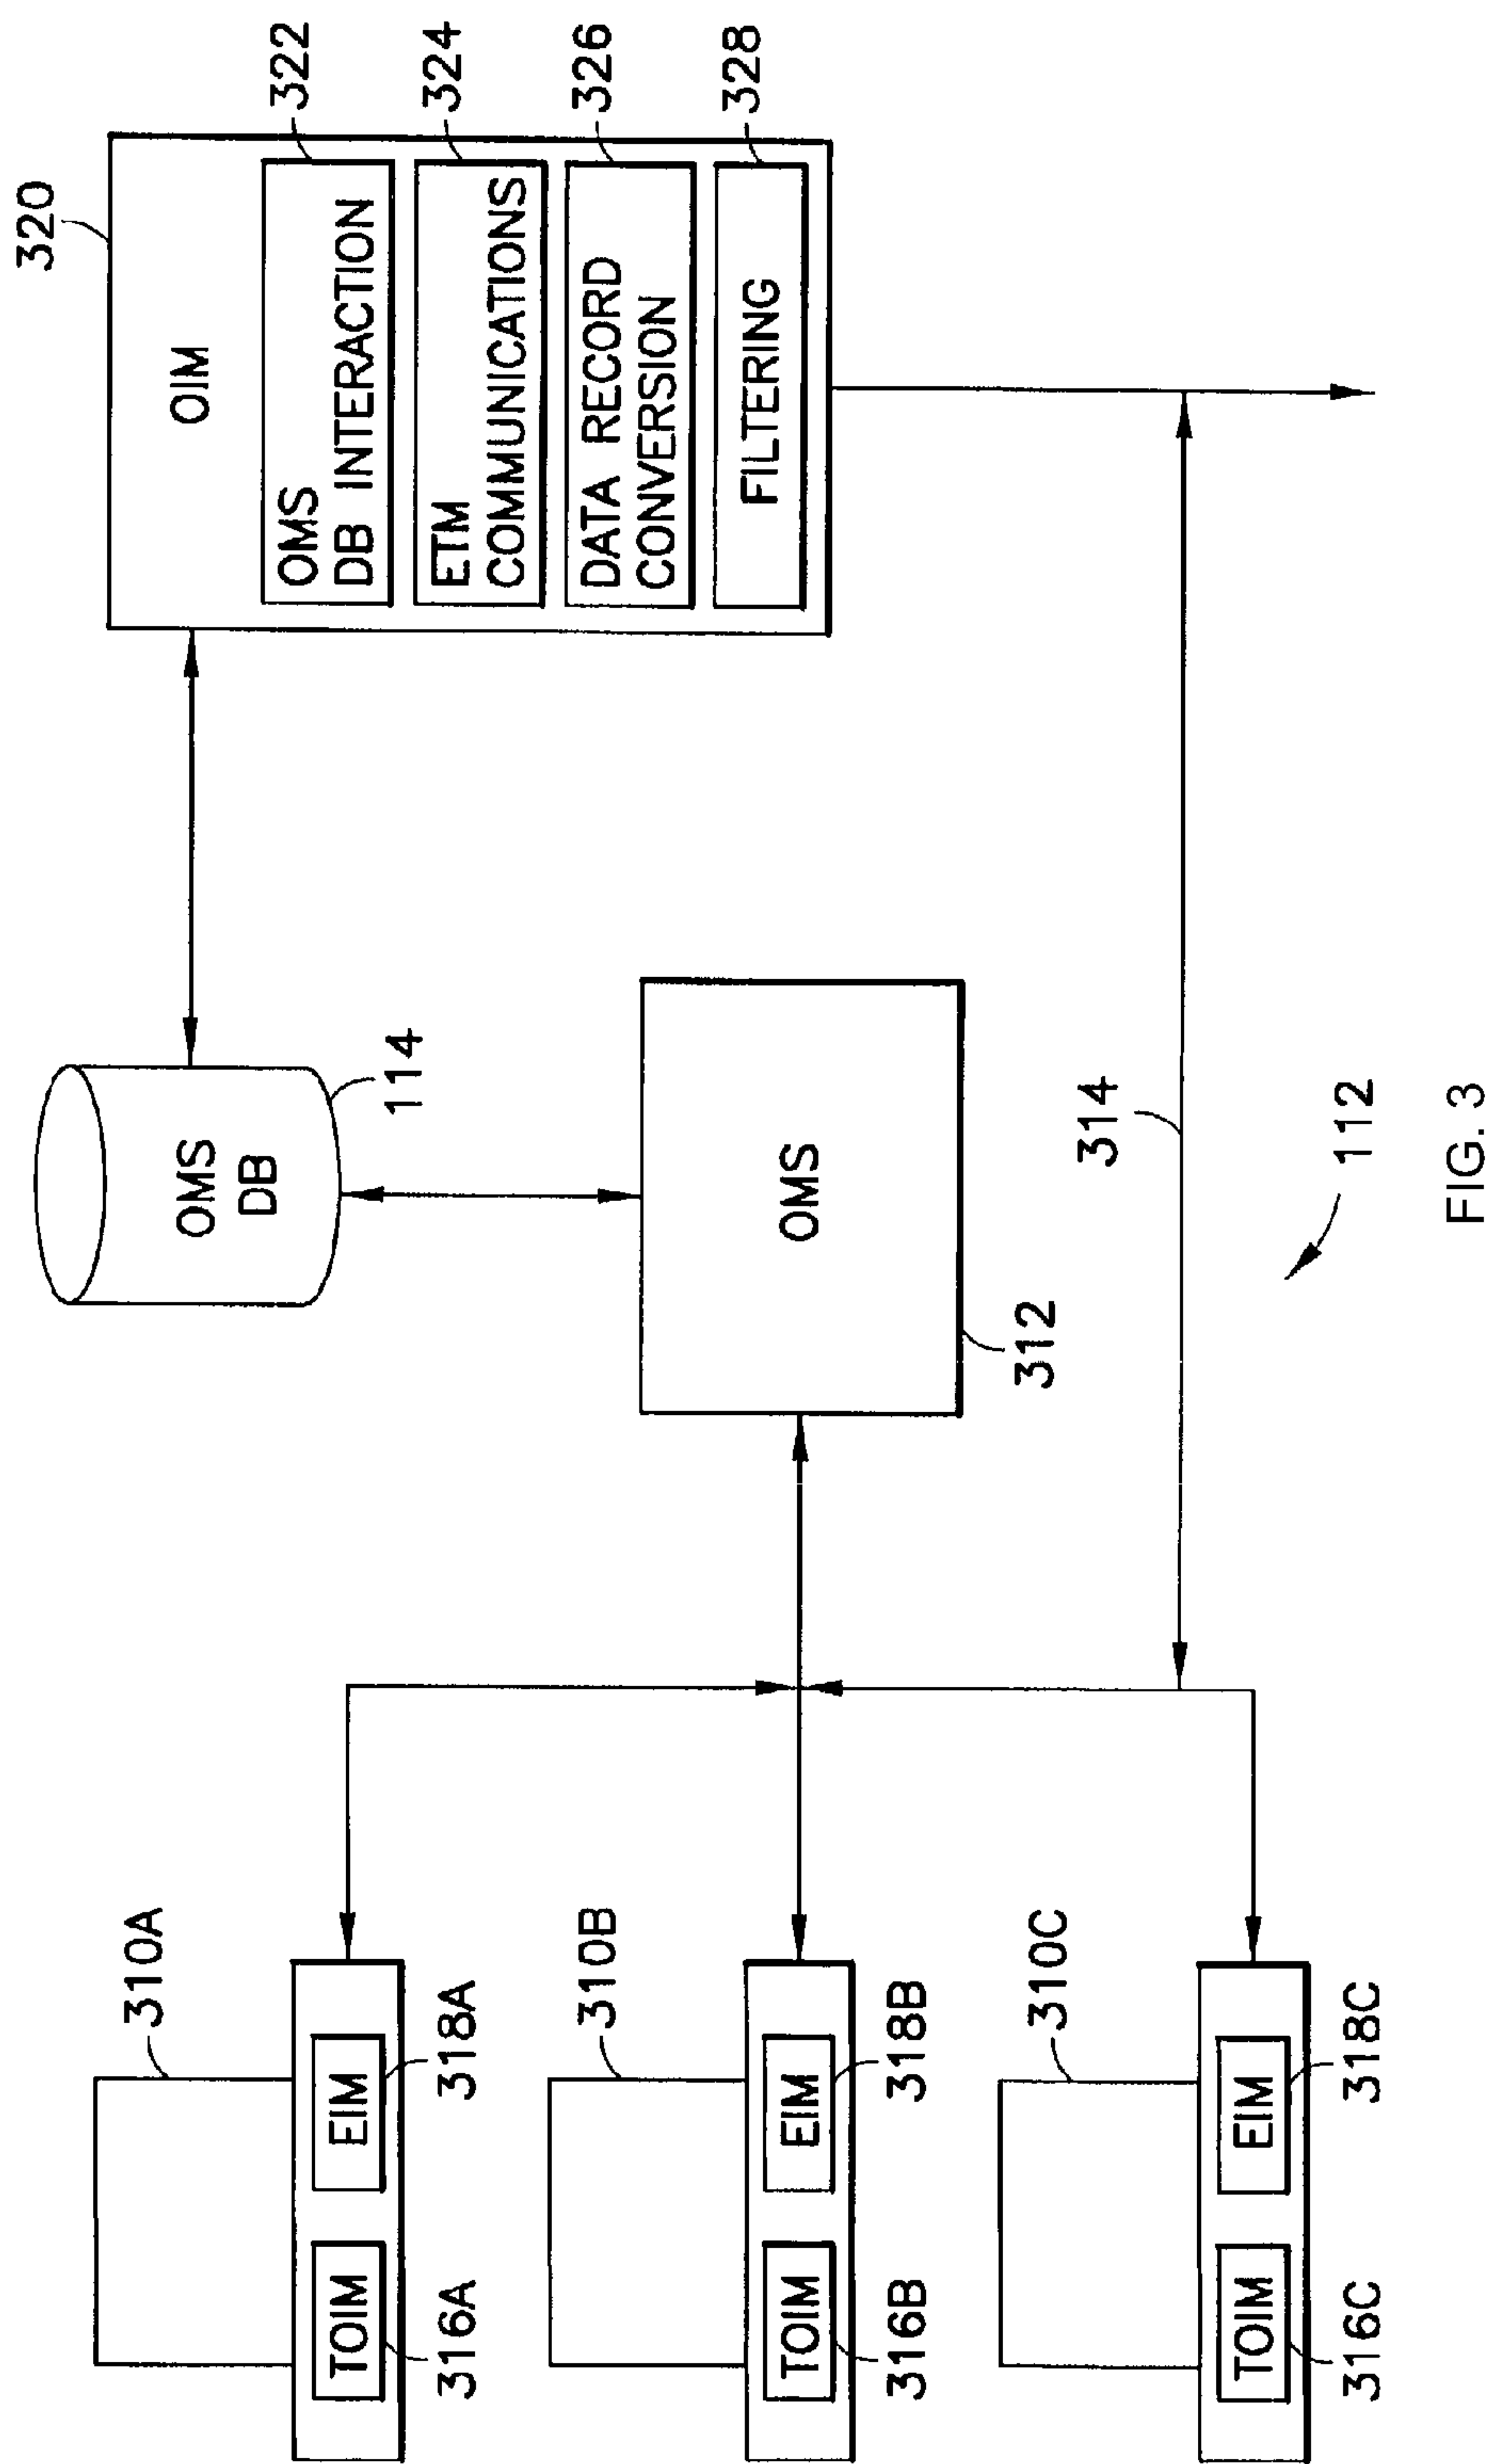 310A
TOIM
EIM
316A
318A
310B
TOIM
EIM
316B
318B
310C
TOIM
EIM
316C
318C
OMS
DB
114
OMS
312
314
112
320
OIM
OMS
DB INTERACTION
322
ETM
COMMUNICATIONS
324
DATA RECORD
CONVERSION
326
FILTERING
328
FIG. 3